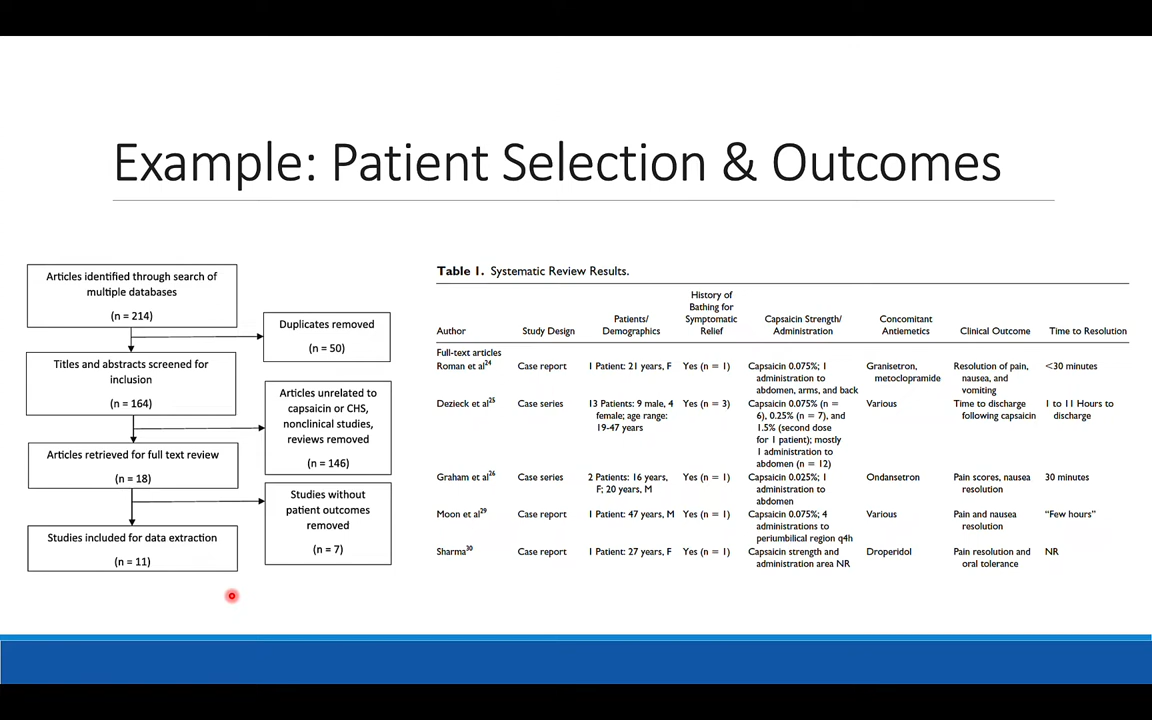 Example: Patient Selection & Outcomes
Articles identified through search of
multiple databases
(n = 214)
Duplicates removed
(n = 50)
Titles and abstracts screened for
inclusion
(n = 164)
Articles unrelated to
capsaicin or CHS,
nonclinical studies,
reviews removed
(n = 146)
Articles retrieved for full text review
(n = 18)
Studies without
patient outcomes
removed
(n = 7)
Studies included for data extraction
(n = 11)
Table 1. Systematic Review Results.
History of
Bathing for
Patients/ Symptomatic Capsaicin Strength/ Concomitant
Author Study Design Demographics Relief Administration Antiemetics Clinical Outcome Time to Resolution
Full-text articles
Roman et al24 Case report 1 Patient: 21 years, F Yes (n = 1) Capsaicin 0.075%; 1 Granisetron, Resolution of pain, <30 minutes
administration to metoclopramide nausea, and
abdomen, arms, and back vomiting
Dezieck et al25 Case series 13 Patients: 9 male, 4 Yes (n = 3) Capsaicin 0.075% (n = Various Time to discharge 1 to 11 Hours to
female; age range: 6), 0.25% (n = 7), and following capsaicin discharge
19-47 years 1.5% (second dose
for 1 patient); mostly
1 administration to
abdomen (n = 12)
Graham et al26 Case series 2 Patients: 16 years, Yes (n = 1) Capsaicin 0.025%; 1 Ondansetron Pain scores, nausea 30 minutes
F; 20 years, M administration to resolution
abdomen
Moon et al29 Case report 1 Patient: 47 years, M Yes (n = 1) Capsaicin 0.075%; 4 Various Pain and nausea “Few hours”
administrations to resolution
periumbilical region q4h
Sharma30 Case report 1 Patient: 27 years, F Yes (n = 1) Capsaicin strength and Droperidol Pain resolution and NR
administration area NR oral tolerance